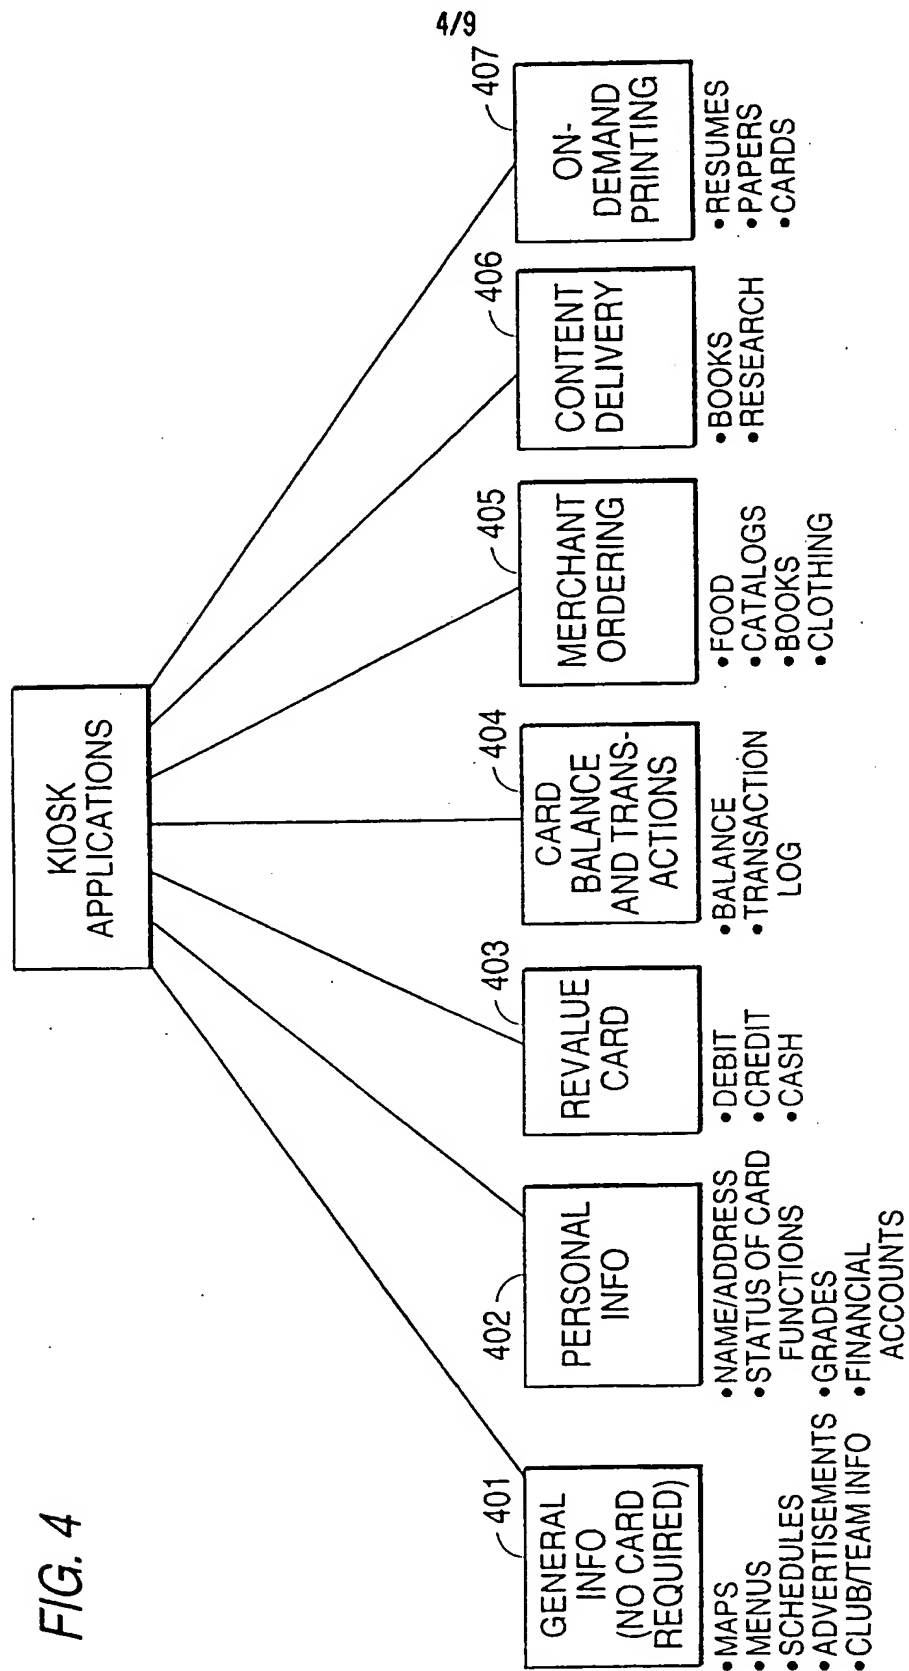 4/9
FIG. 4
KIOSK
APPLICATIONS
401
GENERAL
INFO
(NO CARD
REQUIRED)
•MAPS
•MENUS
•SCHEDULES
•ADVERTISEMENTS
•CLUB/TEAM INFO
402
PERSONAL
INFO
•NAME/ADDRESS
•STATUS OF CARD
FUNCTIONS
•GRADES
•FINANCIAL
ACCOUNTS
403
REVALUE
CARD
•DEBIT
•CREDIT
•CASH
404
CARD
BALANCE
AND TRANS-
ACTIONS
•BALANCE
•TRANSACTION
LOG
405
MERCHANT
ORDERING
•FOOD
•CATALOGS
•BOOKS
•CLOTHING
406
CONTENT
DELIVERY
•BOOKS
•RESEARCH
407
ON-
DEMAND
PRINTING
•RESUMES
•PAPERS
•CARDS